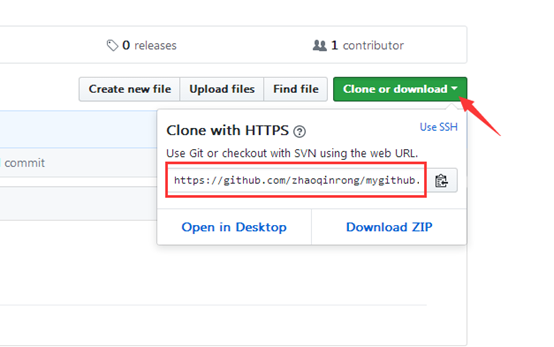 0 releases
1 contributor
Create new file
Upload files
Find file
Clone or download
commit
Clone with HTTPS
Use SSH
Use Git or checkout with SVN using the web URL.
https://github.com/zhaoqinrong/mygithub.
Open in Desktop
Download ZIP